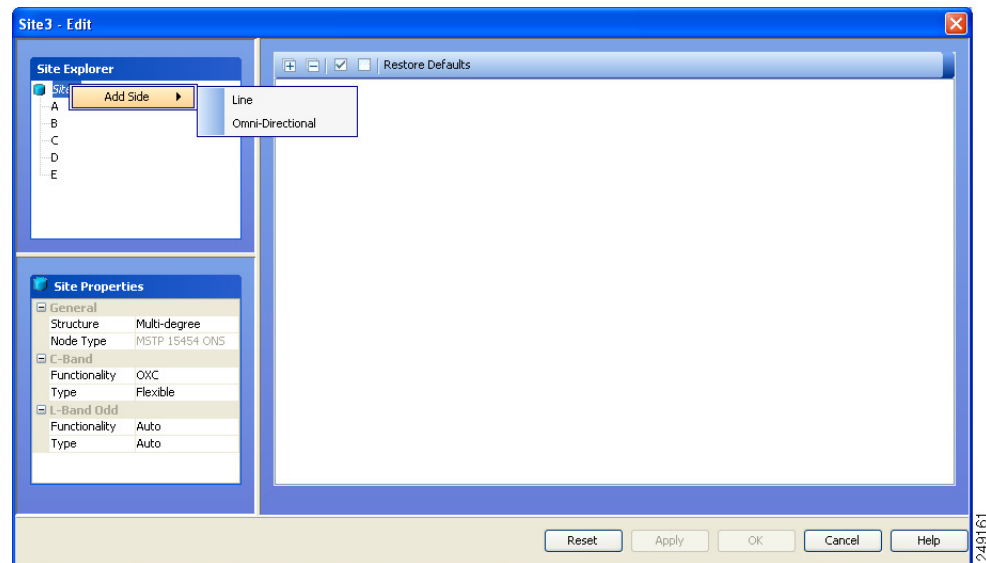 Site3 - Edit
Site Explorer
Restore Defaults
Site
Add Side
Line
Omni-Directional
A
B
C
D
E
Site Properties
General
Structure Multi-degree
Node Type MSTP 15454 ONS
C-Band
Functionality OXC
Type Flexible
L-Band Odd
Functionality Auto
Type Auto
Reset Apply OK Cancel Help
249161